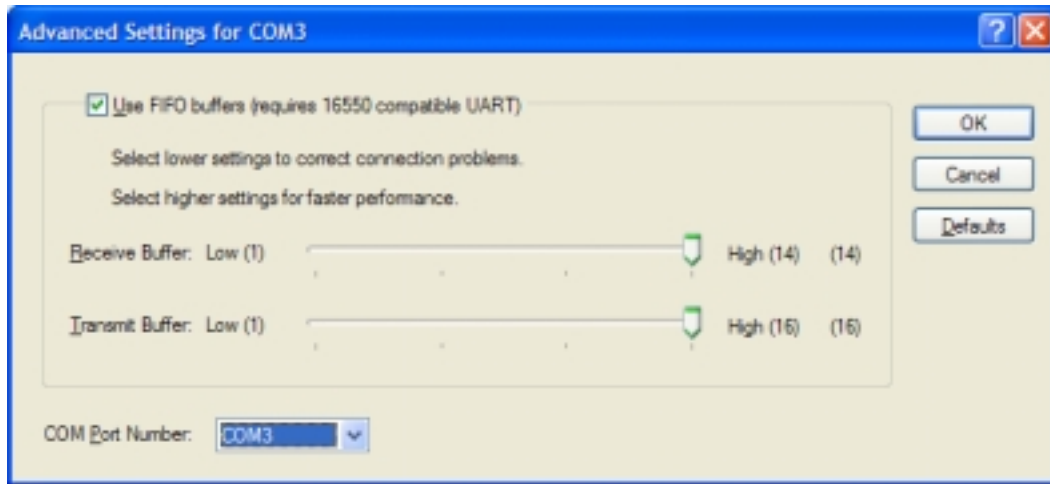 Advanced Settings for COM3
Use FIFO buffers (requires 16550 compatible UART)
Select lower settings to correct connection problems.
Select higher settings for faster performance.
Receive Buffer: Low (1) High (14) (14)
Transmit Buffer: Low (1) High (16) (16)
COM Port Number: COM3
OK
Cancel
Defaults